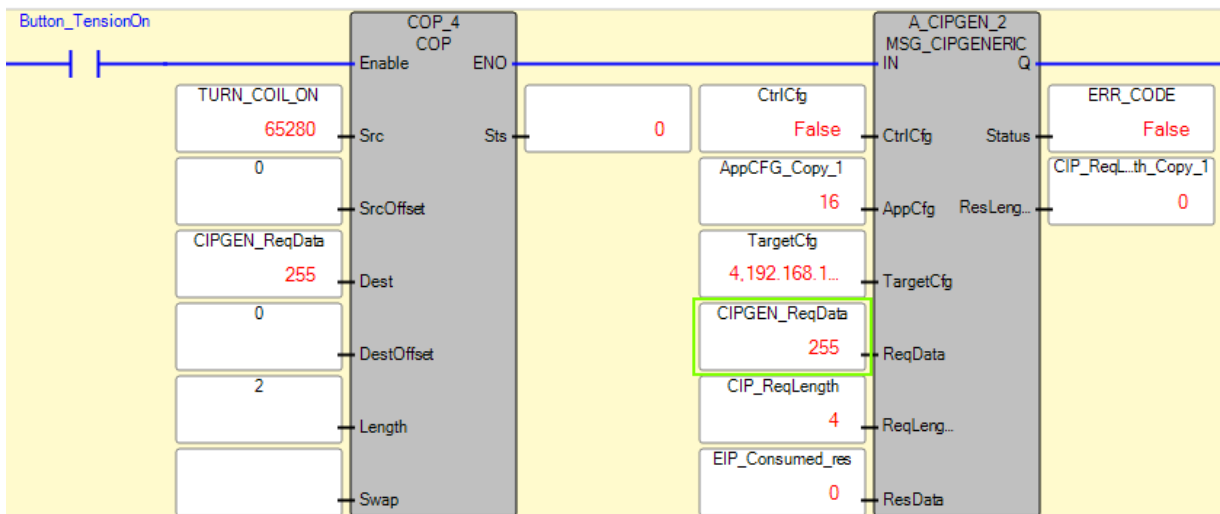 Button_TensionOn
COP_4
COP
Enable ENO
A_CIPGEN_2
MSG_CIPGENERIC
IN Q
TURN_COIL_ON
65280
Src Sts
0
CtrlCfg
False
CtrlCfg Status
ERR_CODE
False
0
SrcOffset
AppCFG_Copy_1
16
AppCfg ResLeng...
CIP_ReqL...th_Copy_1
0
CIPGEN_ReqData
255
Dest
TargetCfg
4,192.168.1...
TargetCfg
0
DestOffset
CIPGEN_ReqData
255
ReqData
2
Length
CIP_ReqLength
4
ReqLeng...
Swap
EIP_Consumed_res
0
ResData